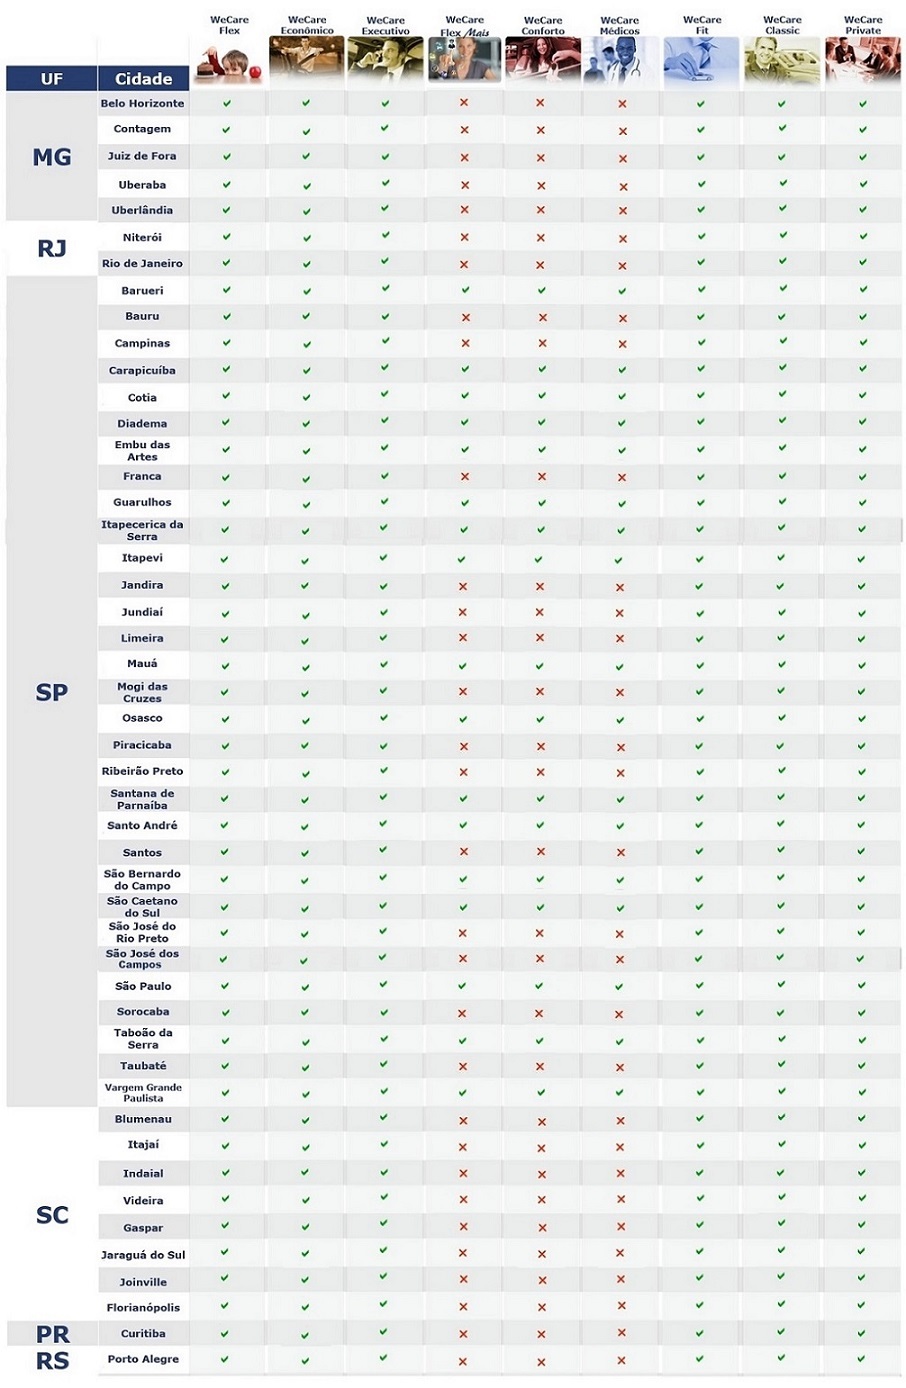 WeCare Flex
WeCare Econômico
WeCare Executivo
WeCare Flex Mais
WeCare Conforto
WeCare Médicos
WeCare Fit
WeCare Classic
WeCare Private
UF Cidade
MG
Belo Horizonte ✓ ✓ ✓ ✗ ✗ ✗ ✓ ✓ ✓
Contagem ✓ ✓ ✓ ✗ ✗ ✗ ✓ ✓ ✓
Juiz de Fora ✓ ✓ ✓ ✗ ✗ ✗ ✓ ✓ ✓
Uberaba ✓ ✓ ✓ ✗ ✗ ✗ ✓ ✓ ✓
Uberlândia ✓ ✓ ✓ ✗ ✗ ✗ ✓ ✓ ✓
RJ
Niterói ✓ ✓ ✓ ✗ ✗ ✗ ✓ ✓ ✓
Rio de Janeiro ✓ ✓ ✓ ✗ ✗ ✗ ✓ ✓ ✓
SP
Barueri ✓ ✓ ✓ ✓ ✓ ✓ ✓ ✓ ✓
Bauru ✓ ✓ ✓ ✗ ✗ ✗ ✓ ✓ ✓
Campinas ✓ ✓ ✓ ✗ ✗ ✗ ✓ ✓ ✓
Carapicuíba ✓ ✓ ✓ ✓ ✓ ✓ ✓ ✓ ✓
Cotia ✓ ✓ ✓ ✓ ✓ ✓ ✓ ✓ ✓
Diadema ✓ ✓ ✓ ✓ ✓ ✓ ✓ ✓ ✓
Embu das
Artes ✓ ✓ ✓ ✓ ✓ ✓ ✓ ✓ ✓
Franca ✓ ✓ ✓ ✗ ✗ ✗ ✓ ✓ ✓
Guarulhos ✓ ✓ ✓ ✓ ✓ ✓ ✓ ✓ ✓
Itapecerica da
Serra ✓ ✓ ✓ ✓ ✓ ✓ ✓ ✓ ✓
Itapevi ✓ ✓ ✓ ✓ ✓ ✓ ✓ ✓ ✓
Jandira ✓ ✓ ✓ ✗ ✗ ✗ ✓ ✓ ✓
Jundiaí ✓ ✓ ✓ ✗ ✗ ✗ ✓ ✓ ✓
Limeira ✓ ✓ ✓ ✗ ✗ ✗ ✓ ✓ ✓
Mauá ✓ ✓ ✓ ✓ ✓ ✓ ✓ ✓ ✓
Mogi das
Cruzes ✓ ✓ ✓ ✗ ✗ ✗ ✓ ✓ ✓
Osasco ✓ ✓ ✓ ✓ ✓ ✓ ✓ ✓ ✓
Piracicaba ✓ ✓ ✓ ✗ ✗ ✗ ✓ ✓ ✓
Ribeirão Preto ✓ ✓ ✓ ✗ ✗ ✗ ✓ ✓ ✓
Santana de
Parnaíba ✓ ✓ ✓ ✓ ✓ ✓ ✓ ✓ ✓
Santo André ✓ ✓ ✓ ✓ ✓ ✓ ✓ ✓ ✓
Santos ✓ ✓ ✓ ✗ ✗ ✗ ✓ ✓ ✓
São Bernardo
do Campo ✓ ✓ ✓ ✓ ✓ ✓ ✓ ✓ ✓
São Caetano
do Sul ✓ ✓ ✓ ✓ ✓ ✓ ✓ ✓ ✓
São José do
Rio Preto ✓ ✓ ✓ ✗ ✗ ✗ ✓ ✓ ✓
São José dos
Campos ✓ ✓ ✓ ✗ ✗ ✗ ✓ ✓ ✓
São Paulo ✓ ✓ ✓ ✓ ✓ ✓ ✓ ✓ ✓
Sorocaba ✓ ✓ ✓ ✗ ✗ ✗ ✓ ✓ ✓
Taboão da
Serra ✓ ✓ ✓ ✓ ✓ ✓ ✓ ✓ ✓
Taubaté ✓ ✓ ✓ ✗ ✗ ✗ ✓ ✓ ✓
Vargem Grande
Paulista ✓ ✓ ✓ ✓ ✓ ✓ ✓ ✓ ✓
SC
Blumenau ✓ ✓ ✓ ✗ ✗ ✗ ✓ ✓ ✓
Itajaí ✓ ✓ ✓ ✗ ✗ ✗ ✓ ✓ ✓
Indaial ✓ ✓ ✓ ✗ ✗ ✗ ✓ ✓ ✓
Videira ✓ ✓ ✓ ✗ ✗ ✗ ✓ ✓ ✓
Gaspar ✓ ✓ ✓ ✗ ✗ ✗ ✓ ✓ ✓
Jaraguá do Sul ✓ ✓ ✓ ✗ ✗ ✗ ✓ ✓ ✓
Joinville ✓ ✓ ✓ ✗ ✗ ✗ ✓ ✓ ✓
Florianópolis ✓ ✓ ✓ ✗ ✗ ✗ ✓ ✓ ✓
PR Curitiba ✓ ✓ ✓ ✗ ✗ ✗ ✓ ✓ ✓
RS Porto Alegre ✓ ✓ ✓ ✗ ✗ ✗ ✓ ✓ ✓